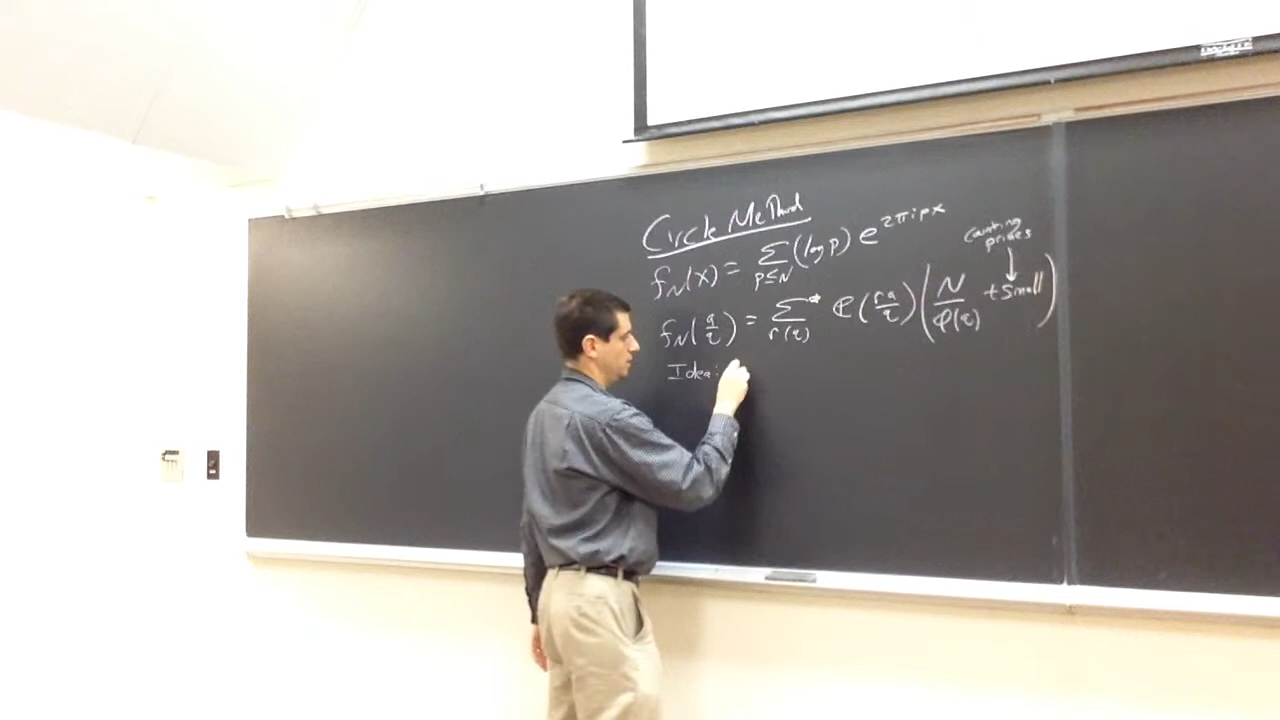 Circle Method
f_N(x) = Σ_{p≤N} (log p) e^{2πipx}
counting
primes
f_N(a/q) = Σ*_{r(q)} e(ra/q) (N/φ(q) + small)
Idea: